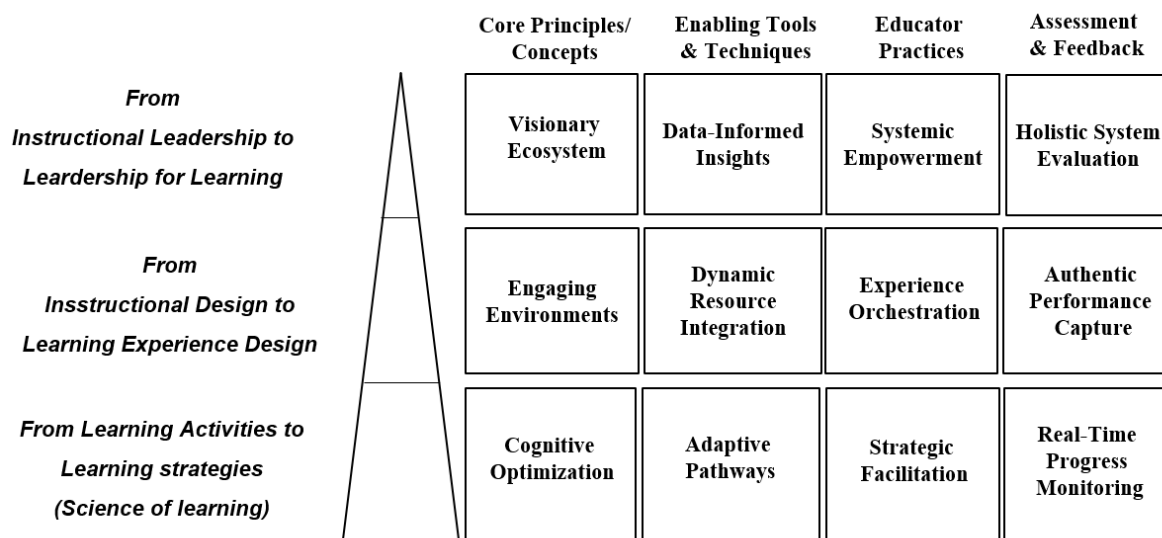 Core Principles/
Concepts
Enabling Tools
& Techniques
Educator
Practices
Assessment
& Feedback
From
Instructional Leadership to
Leardership for Learning
Visionary
Ecosystem
Data-Informed
Insights
Systemic
Empowerment
Holistic System
Evaluation
From
Insstructional Design to
Learning Experience Design
Engaging
Environments
Dynamic
Resource
Integration
Experience
Orchestration
Authentic
Performance
Capture
From Learning Activities to
Learning strategies
(Science of learning)
Cognitive
Optimization
Adaptive
Pathways
Strategic
Facilitation
Real-Time
Progress
Monitoring